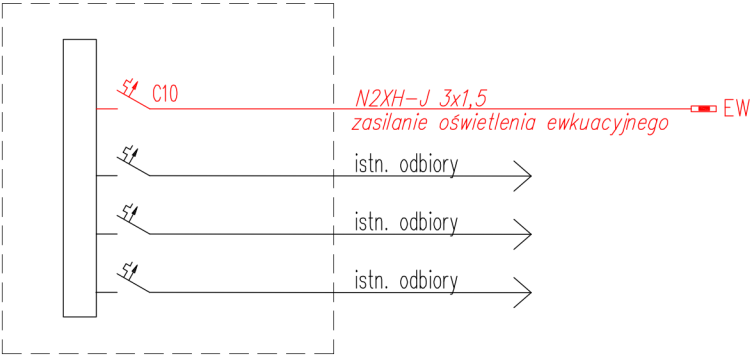 C10
N2XH-J 3x1,5
EW
zasilanie oświetlenia ewkuacyjnego
istn. odbiory
istn. odbiory
istn. odbiory